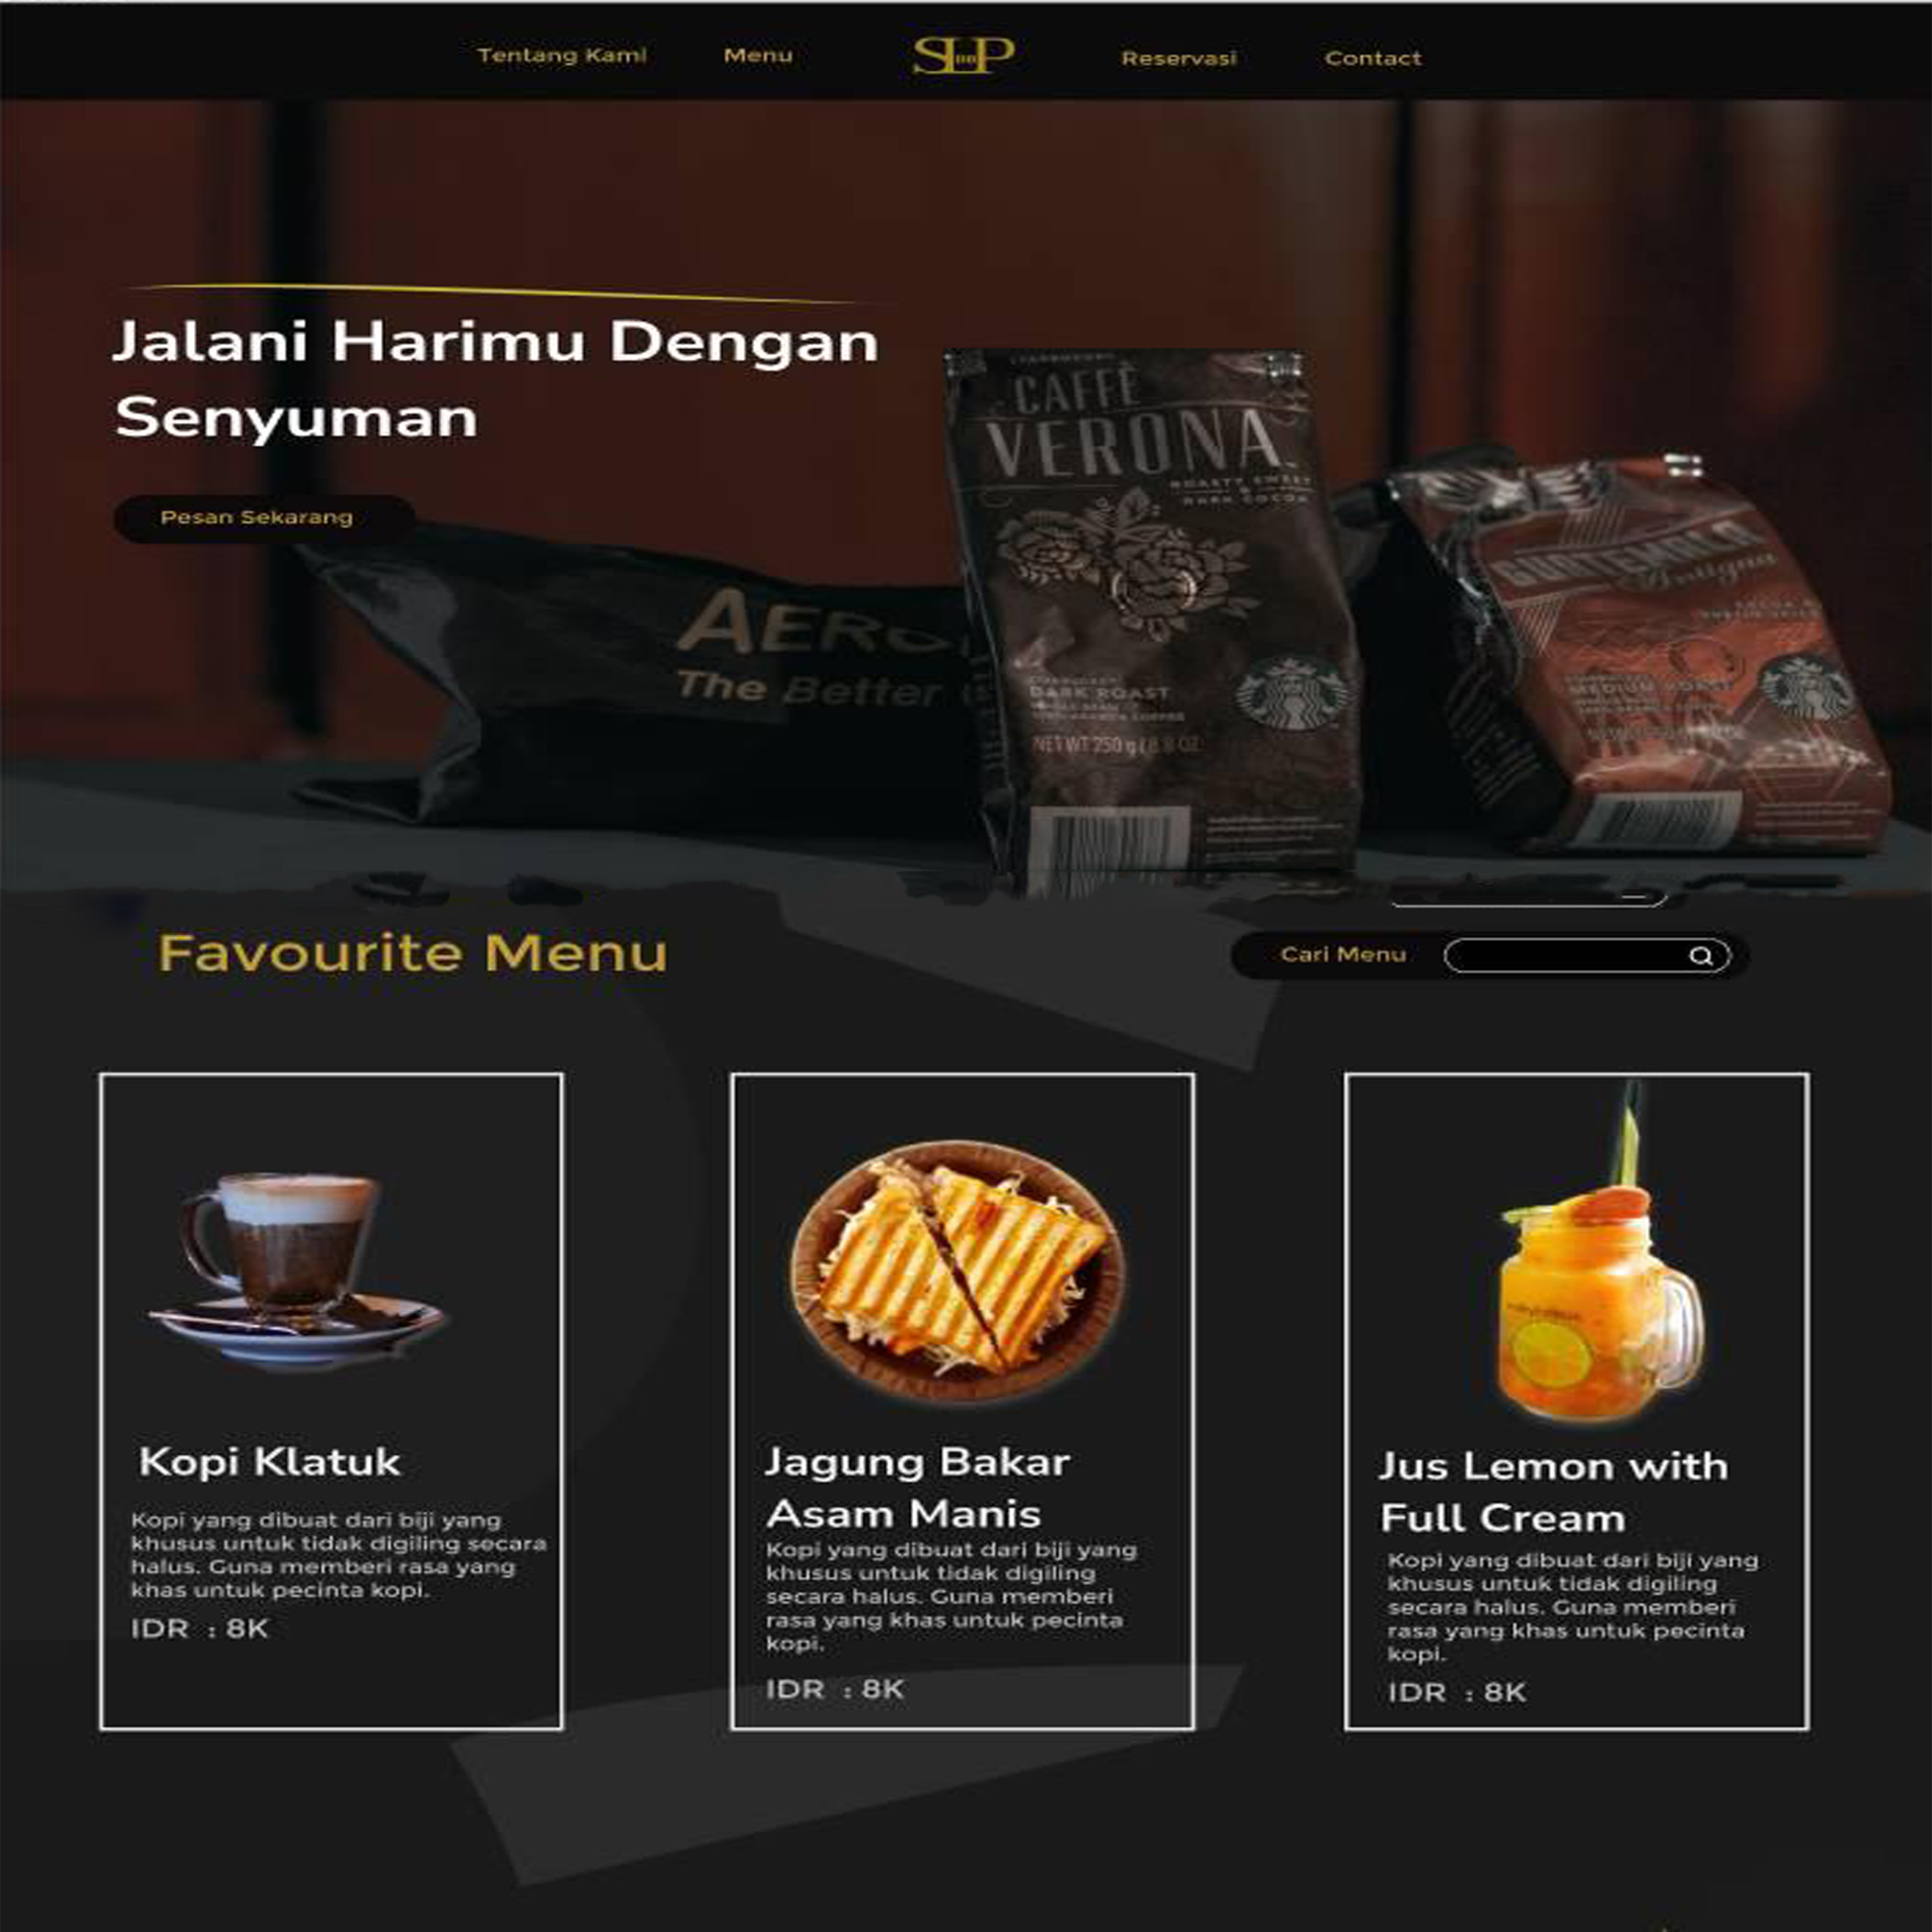 Tentang Kami
Menu
Reservasi
Contact
Jalani Harimu Dengan
Senyuman
Pesan Sekarang
CAFFÈ
VERONA
ROASTY SWEET
DARK COCOA
DARK ROAST
NET WT 250 g / 8.8 OZ
AERO
The Better
GUATEMALA
Antigua
MEDIUM ROAST
Favourite Menu
Cari Menu
Kopi Klatuk
Kopi yang dibuat dari biji yang
khusus untuk tidak digiling secara
halus. Guna memberi rasa yang
khas untuk pecinta kopi.
IDR : 8K
Jagung Bakar
Asam Manis
Kopi yang dibuat dari biji yang
khusus untuk tidak digiling
secara halus. Guna memberi
rasa yang khas untuk pecinta
kopi.
IDR : 8K
Jus Lemon with
Full Cream
Kopi yang dibuat dari biji yang
khusus untuk tidak digiling
secara halus. Guna memberi
rasa yang khas untuk pecinta
kopi.
IDR : 8K